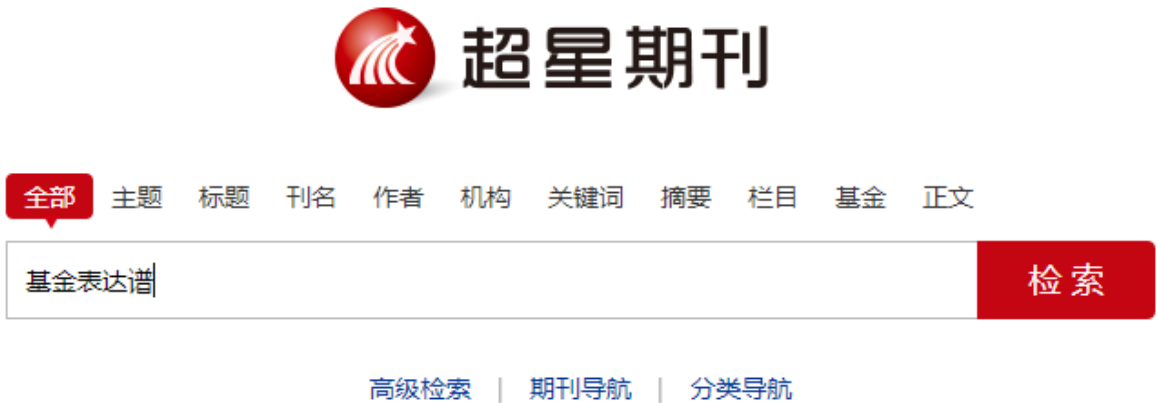 超星期刊
全部 主题 标题 刊名 作者 机构 关键词 摘要 栏目 基金 正文
基金表达谱 检索
高级检索 | 期刊导航 | 分类导航